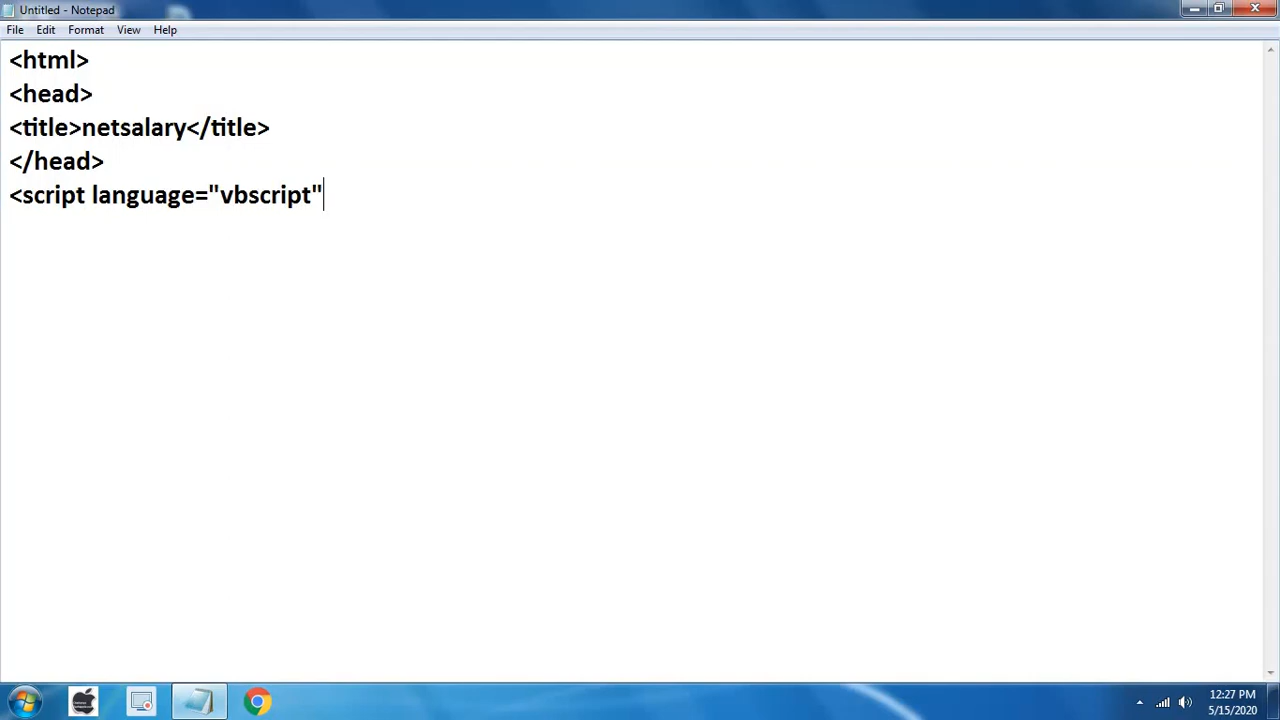 Untitled - Notepad
File Edit Format View Help
<html>
<head>
<title>netsalary</title>
</head>
<script language="vbscript"
12:27 PM
5/15/2020